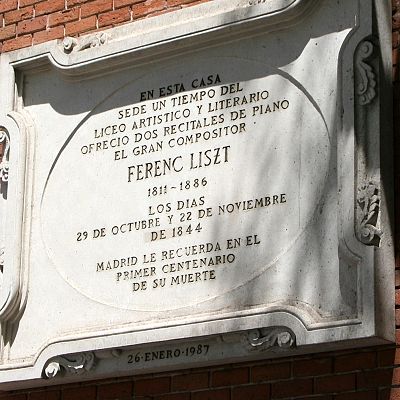 EN ESTA CASA
SEDE UN TIEMPO DEL
LICEO ARTISTICO Y LITERARIO
OFRECIO DOS RECITALES DE PIANO
EL GRAN COMPOSITOR
FERENC LISZT
1811-1886
LOS DIAS
29 DE OCTUBRE Y 22 DE NOVIEMBRE
DE 1844
MADRID LE RECUERDA EN EL
PRIMER CENTENARIO
DE SU MUERTE
26-ENERO-1987